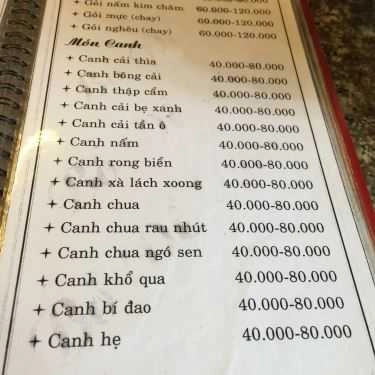 + Gỏi nấm kim châm 60.000-120.000
+ Gỏi mực (chay) 60.000-120.000
+ Gỏi nghêu (chay) 60.000-120.000
Món Canh
+ Canh cải thìa 40.000-80.000
+ Canh bông cải 40.000-80.000
+ Canh thập cẩm 40.000-80.000
+ Canh cải bẹ xanh 40.000-80.000
+ Canh cải tần ô 40.000-80.000
+ Canh nấm 40.000-80.000
+ Canh rong biển 40.000-80.000
+ Canh xà lách xoong 40.000-80.000
+ Canh chua 40.000-80.000
+ Canh chua rau nhút 40.000-80.000
+ Canh chua ngó sen 40.000-80.000
+ Canh khổ qua 40.000-80.000
+ Canh bí đao 40.000-80.000
+ Canh hẹ 40.000-80.000